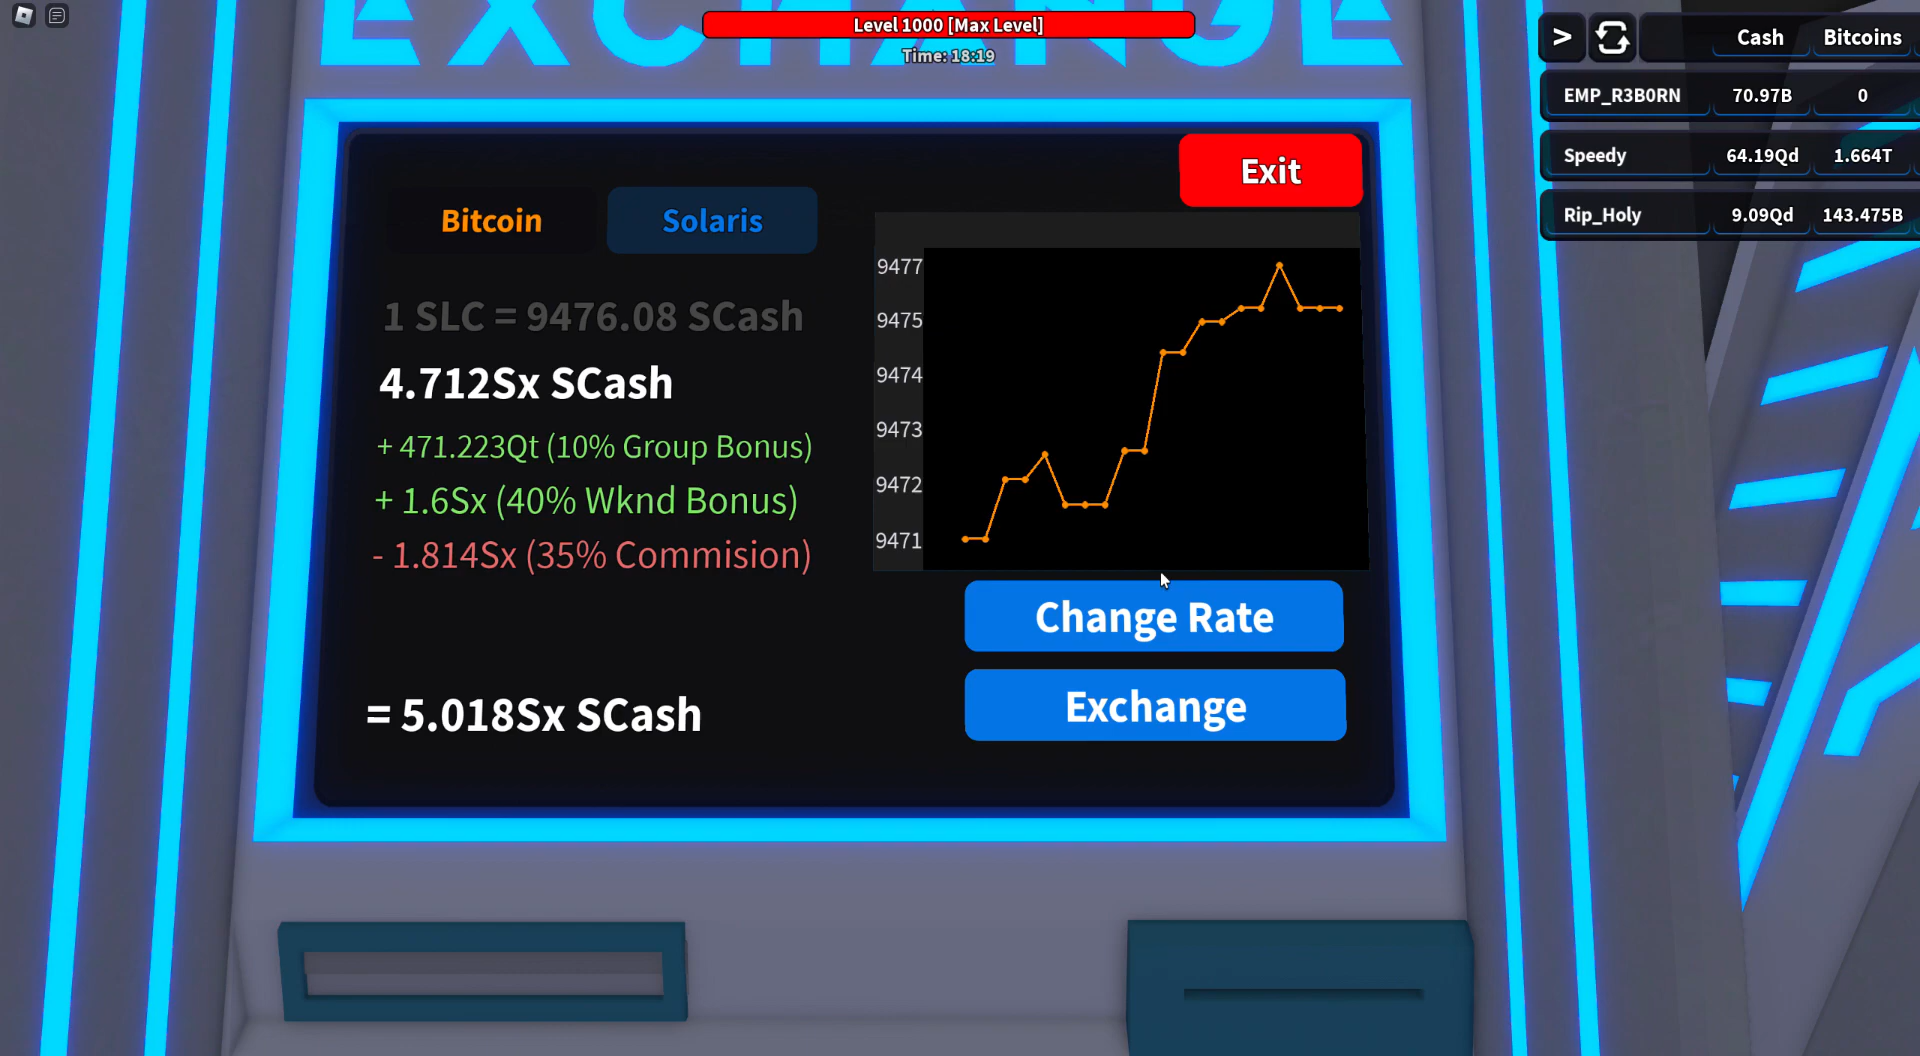 EXCHANGE
Level 1000 [Max Level]
Time: 18:19
> Cash Bitcoins
EMP_R3B0RN 70.97B 0
Speedy 64.19Qd 1.664T
Rip_Holy 9.09Qd 143.475B
Exit
Bitcoin Solaris
1 SLC = 9476.08 SCash
4.712Sx SCash
+ 471.223Qt (10% Group Bonus)
+ 1.6Sx (40% Wknd Bonus)
- 1.814Sx (35% Commision)
= 5.018Sx SCash
9477
9475
9474
9473
9472
9471
Change Rate
Exchange